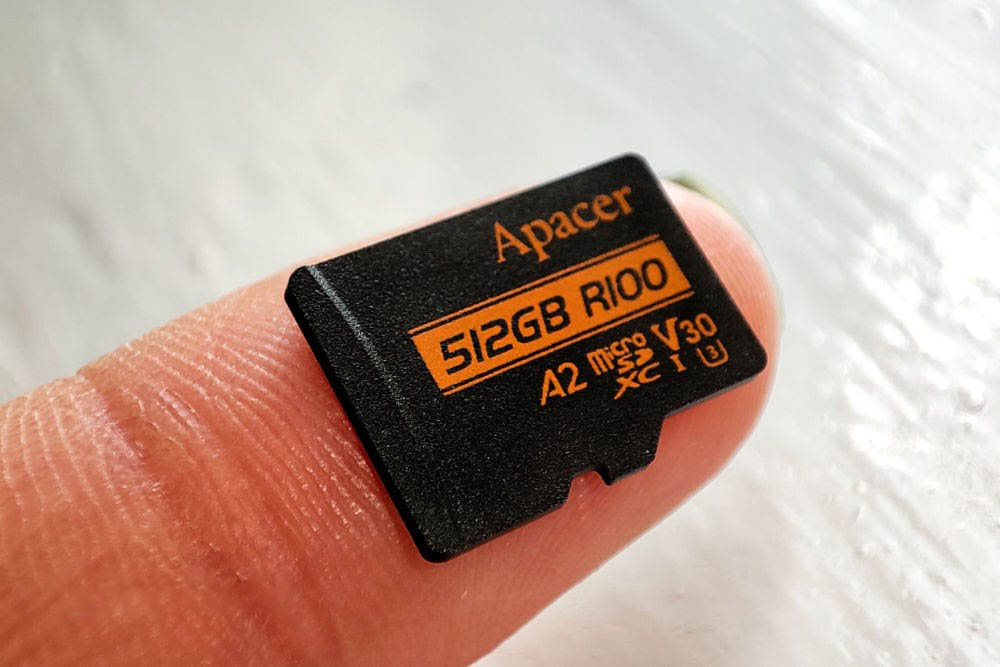 Apacer
512GB R100
A2 micro SD XC V30 I U3